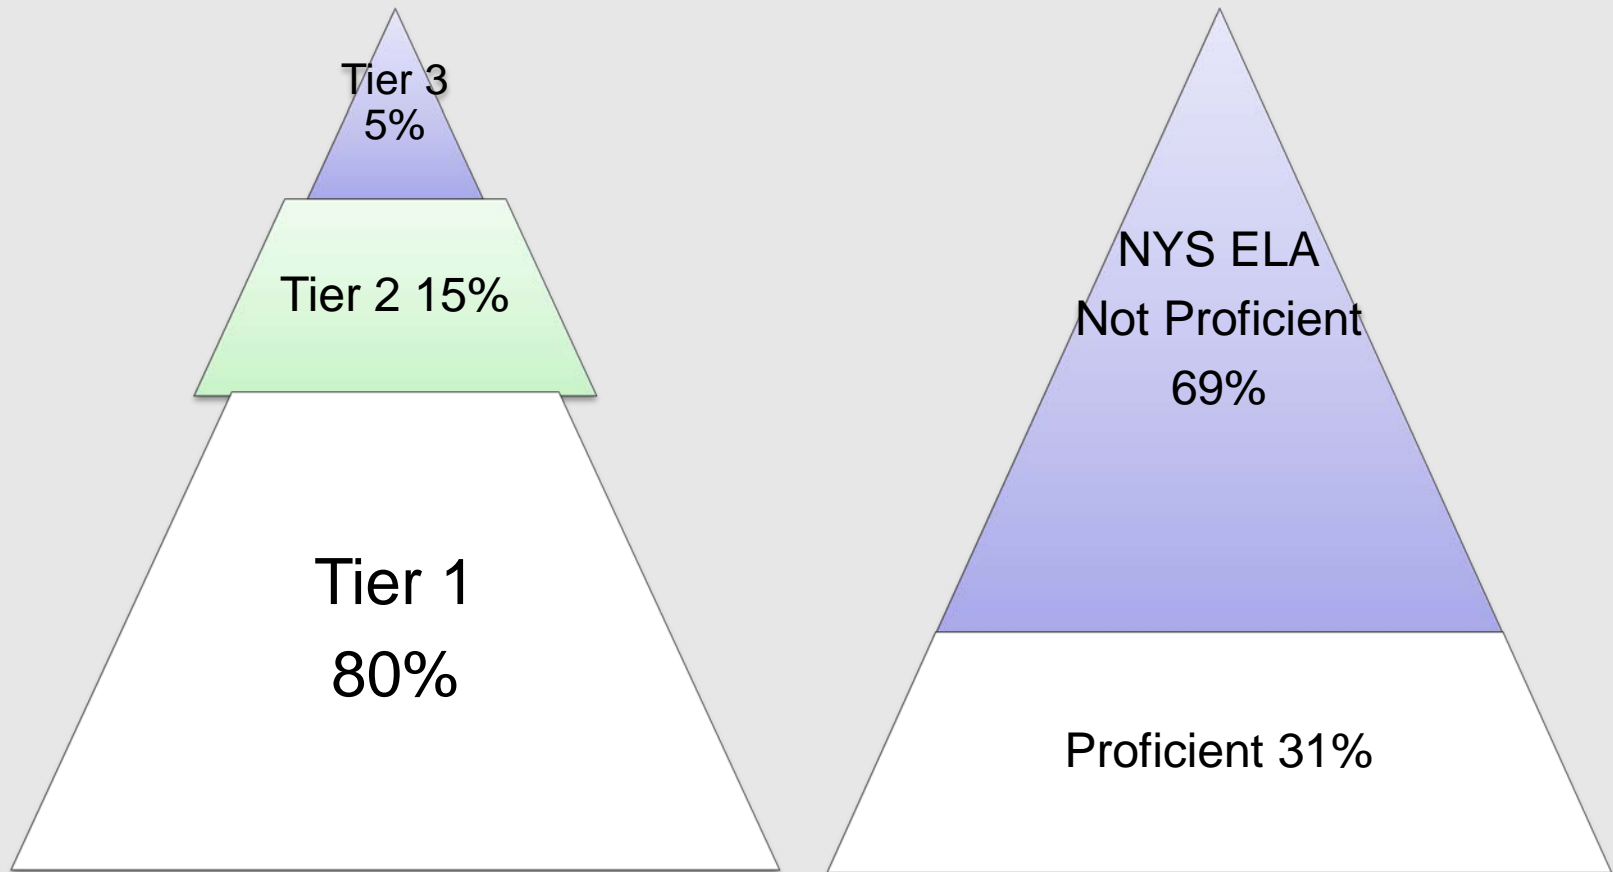 Tier 3
5%
Tier 2 15%
Tier 1
80%
NYS ELA
Not Proficient
69%
Proficient 31%